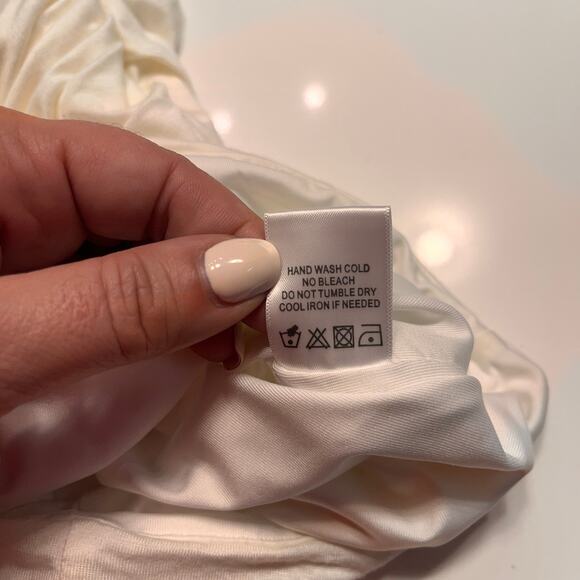 HAND WASH COLD
NO BLEACH
DO NOT TUMBLE DRY
COOL IRON IF NEEDED